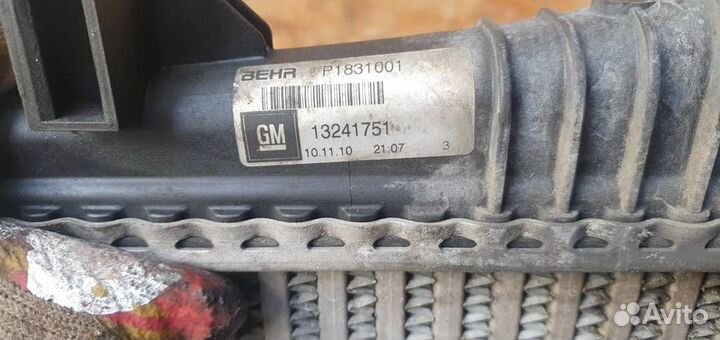 BEHR P1831001
GM 13241751
10.11.10 21:07 3
Avito